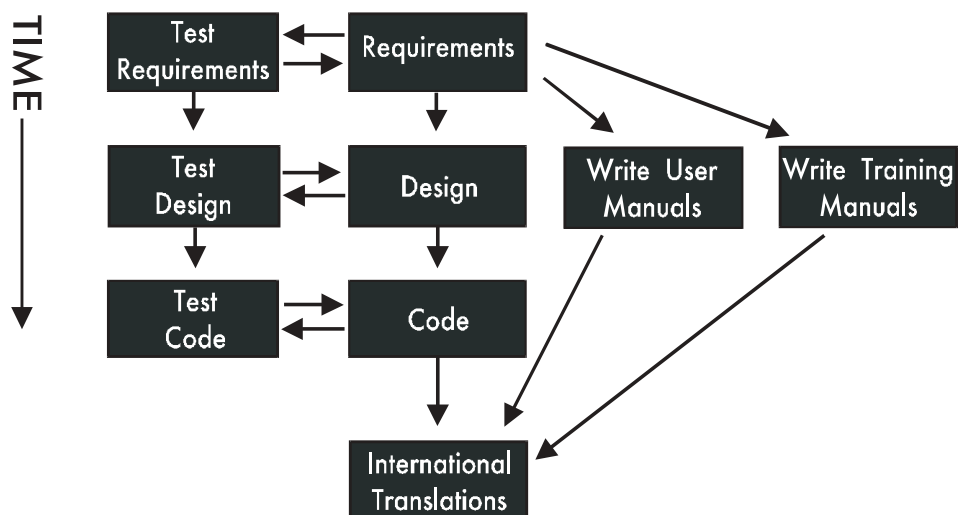 TIME
Test
Requirements
Requirements
Test
Design
Design
Write User
Manuals
Write Training
Manuals
Test
Code
Code
International
Translations